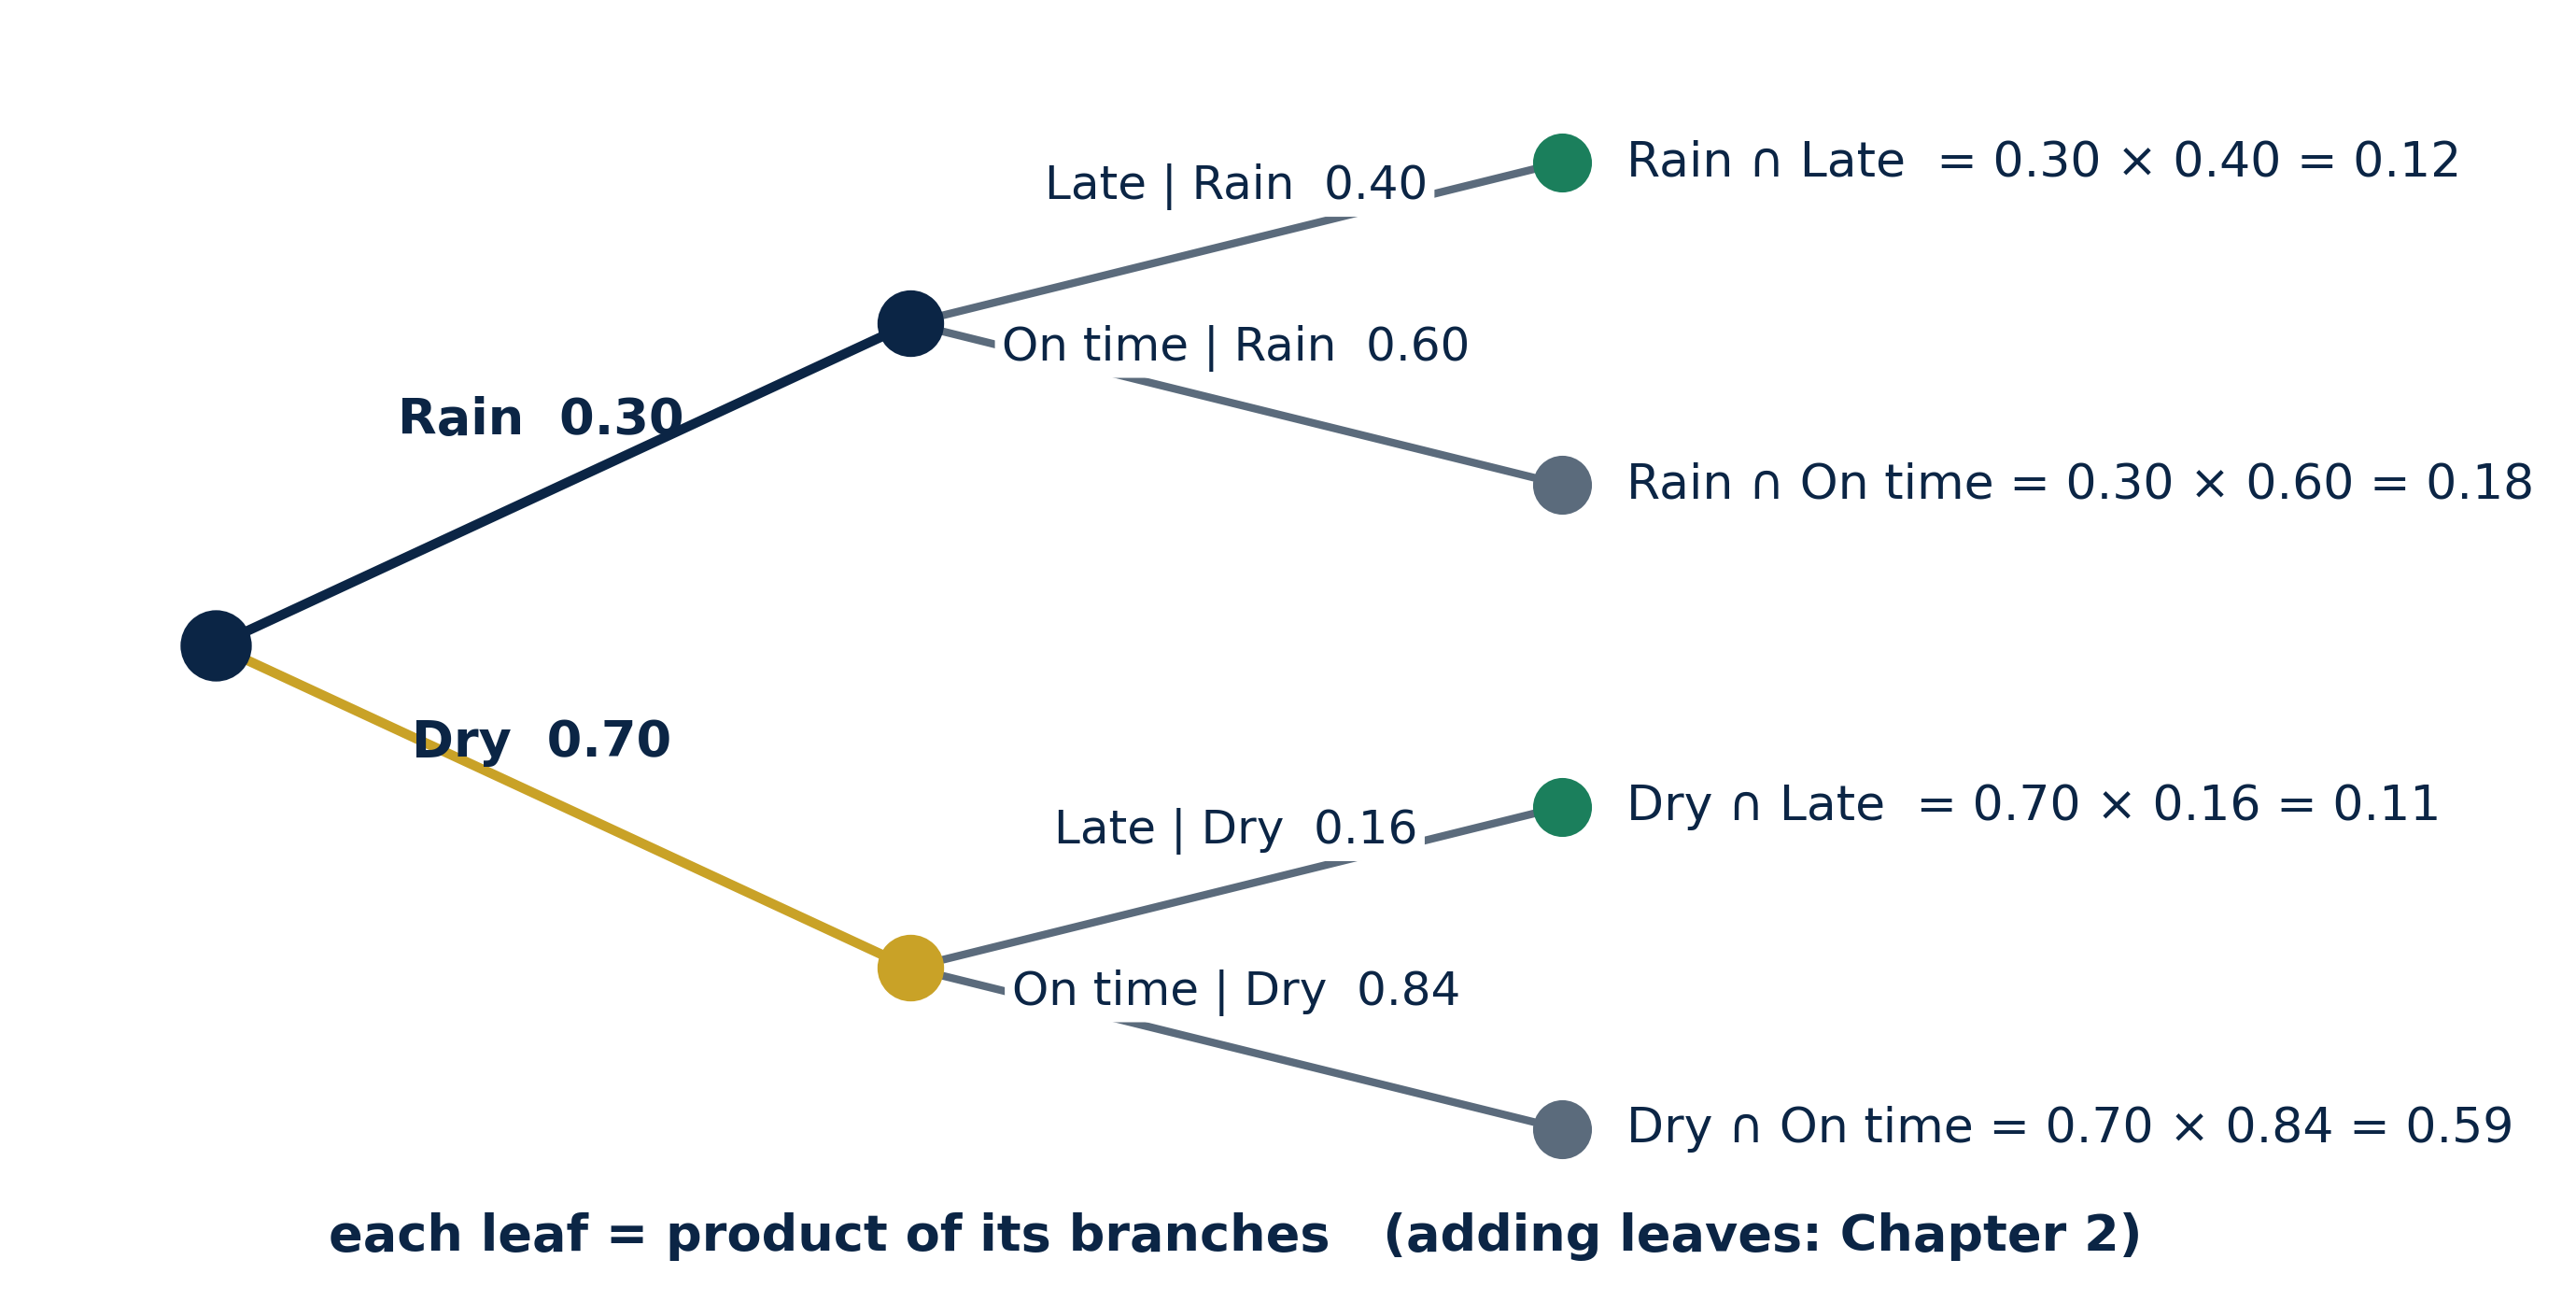 Late | Rain 0.40
Rain ∩ Late = 0.30 × 0.40 = 0.12
On time | Rain 0.60
Rain 0.30
Rain ∩ On time = 0.30 × 0.60 = 0.18
Dry 0.70
Late | Dry 0.16
Dry ∩ Late = 0.70 × 0.16 = 0.11
On time | Dry 0.84
Dry ∩ On time = 0.70 × 0.84 = 0.59
each leaf = product of its branches (adding leaves: Chapter 2)